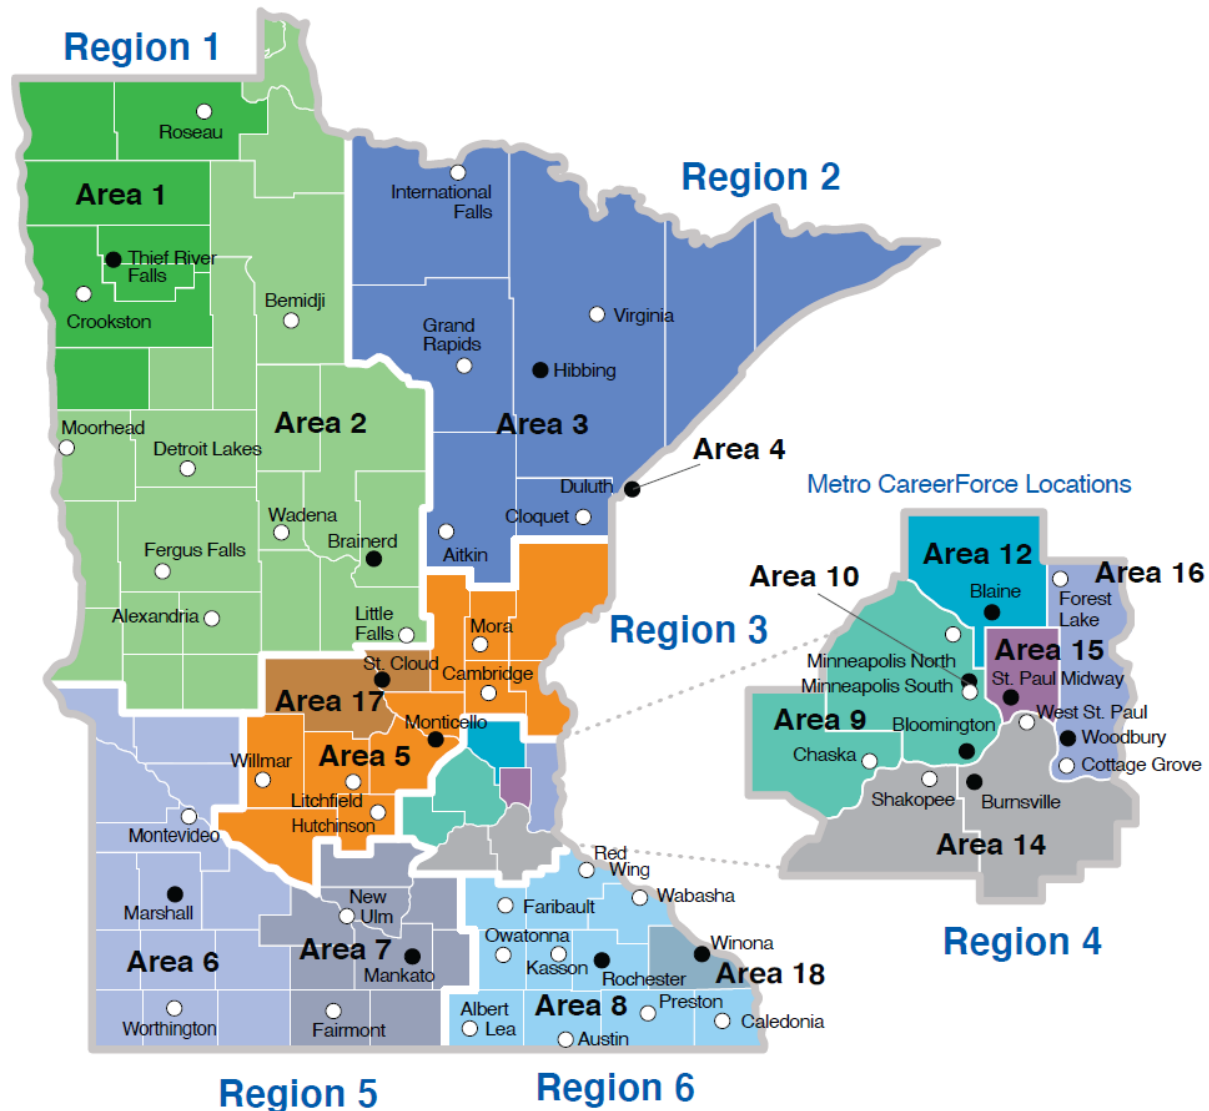 Region 1
Roseau
Area 1
Thief River
Falls
Crookston
Bemidji
International
Falls
Region 2
Grand
Rapids
Virginia
Hibbing
Area 2
Area 3
Moorhead
Detroit Lakes
Area 4
Duluth
Wadena
Cloquet
Brainerd
Aitkin
Fergus Falls
Alexandria
Little
Falls
Mora
Region 3
St. Cloud
Cambridge
Area 17
Monticello
Willmar
Area 5
Litchfield
Hutchinson
Montevideo
Metro CareerForce Locations
Area 12
Area 10
Area 16
Blaine
Forest
Lake
Minneapolis North
Area 15
Minneapolis South
St. Paul Midway
Area 9
Bloomington
West St. Paul
Woodbury
Chaska
Cottage Grove
Shakopee
Burnsville
Area 14
Region 4
Red
Wing
Marshall
New
Ulm
Faribault
Wabasha
Area 6
Area 7
Mankato
Owatonna
Kasson
Rochester
Winona
Area 18
Worthington
Fairmont
Albert
Lea
Area 8
Preston
Austin
Caledonia
Region 5
Region 6